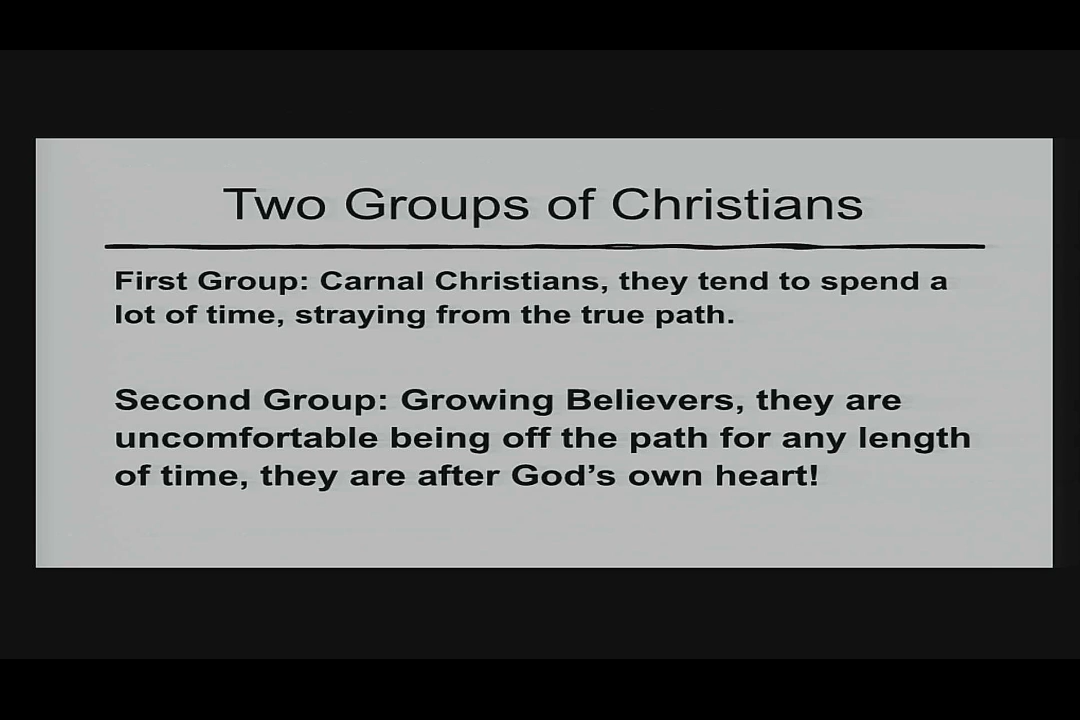 Two Groups of Christians
First Group: Carnal Christians, they tend to spend a
lot of time, straying from the true path.
Second Group: Growing Believers, they are
uncomfortable being off the path for any length
of time, they are after God’s own heart!